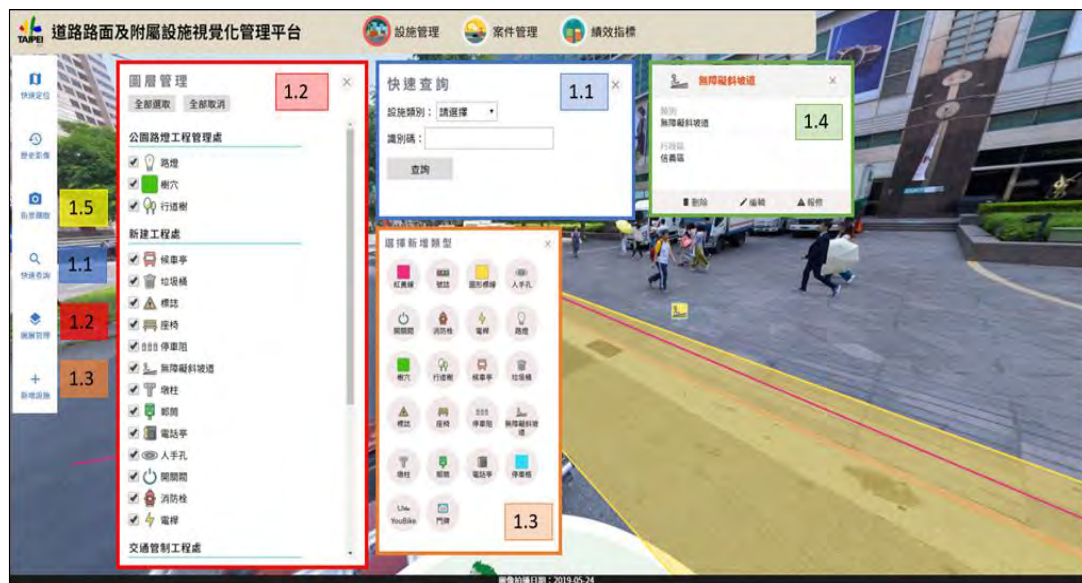 TAIPEI 道路路面及附屬設施視覺化管理平台
設施管理
案件管理
績效指標
快速定位
歷史影像
1.5
快速查詢
1.1
圖層管理
1.2
新增設施
1.3
圖層管理
1.2
×
全部選取 全部取消
公園路燈工程管理處
路燈
樹穴
行道樹
新建工程處
候車亭
垃圾桶
標誌
座椅
停車阻
無障礙斜坡道
墩柱
郵筒
電話亭
人手孔
開關閥
消防栓
電桿
交通管制工程處
快速查詢
1.1
×
設施類別： 請選擇
識別碼：
查詢
無障礙斜坡道
×
類別
無障礙斜坡道
1.4
行政區
信義區
刪除 編輯 報修
選擇新增類型
×
紅黃線 號誌 圖形標線 人手孔
開關閥 消防栓 電桿 路燈
樹穴 行道樹 候車亭 垃圾桶
標誌 座椅 停車阻 無障礙斜坡
道
墩柱 郵筒 電話亭 停車格
YouBike 門牌
1.3
圖像拍攝日期：2019-05-24